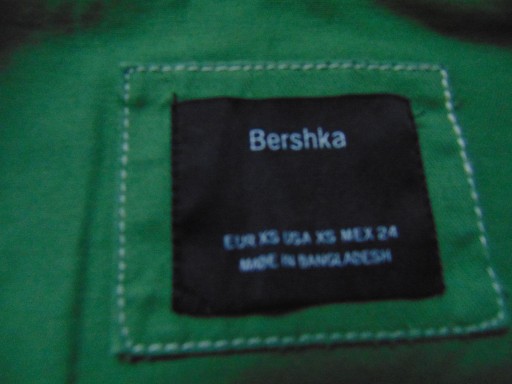 Bershka
EUR XS USA XS MEX 24
MADE IN BANGLADESH